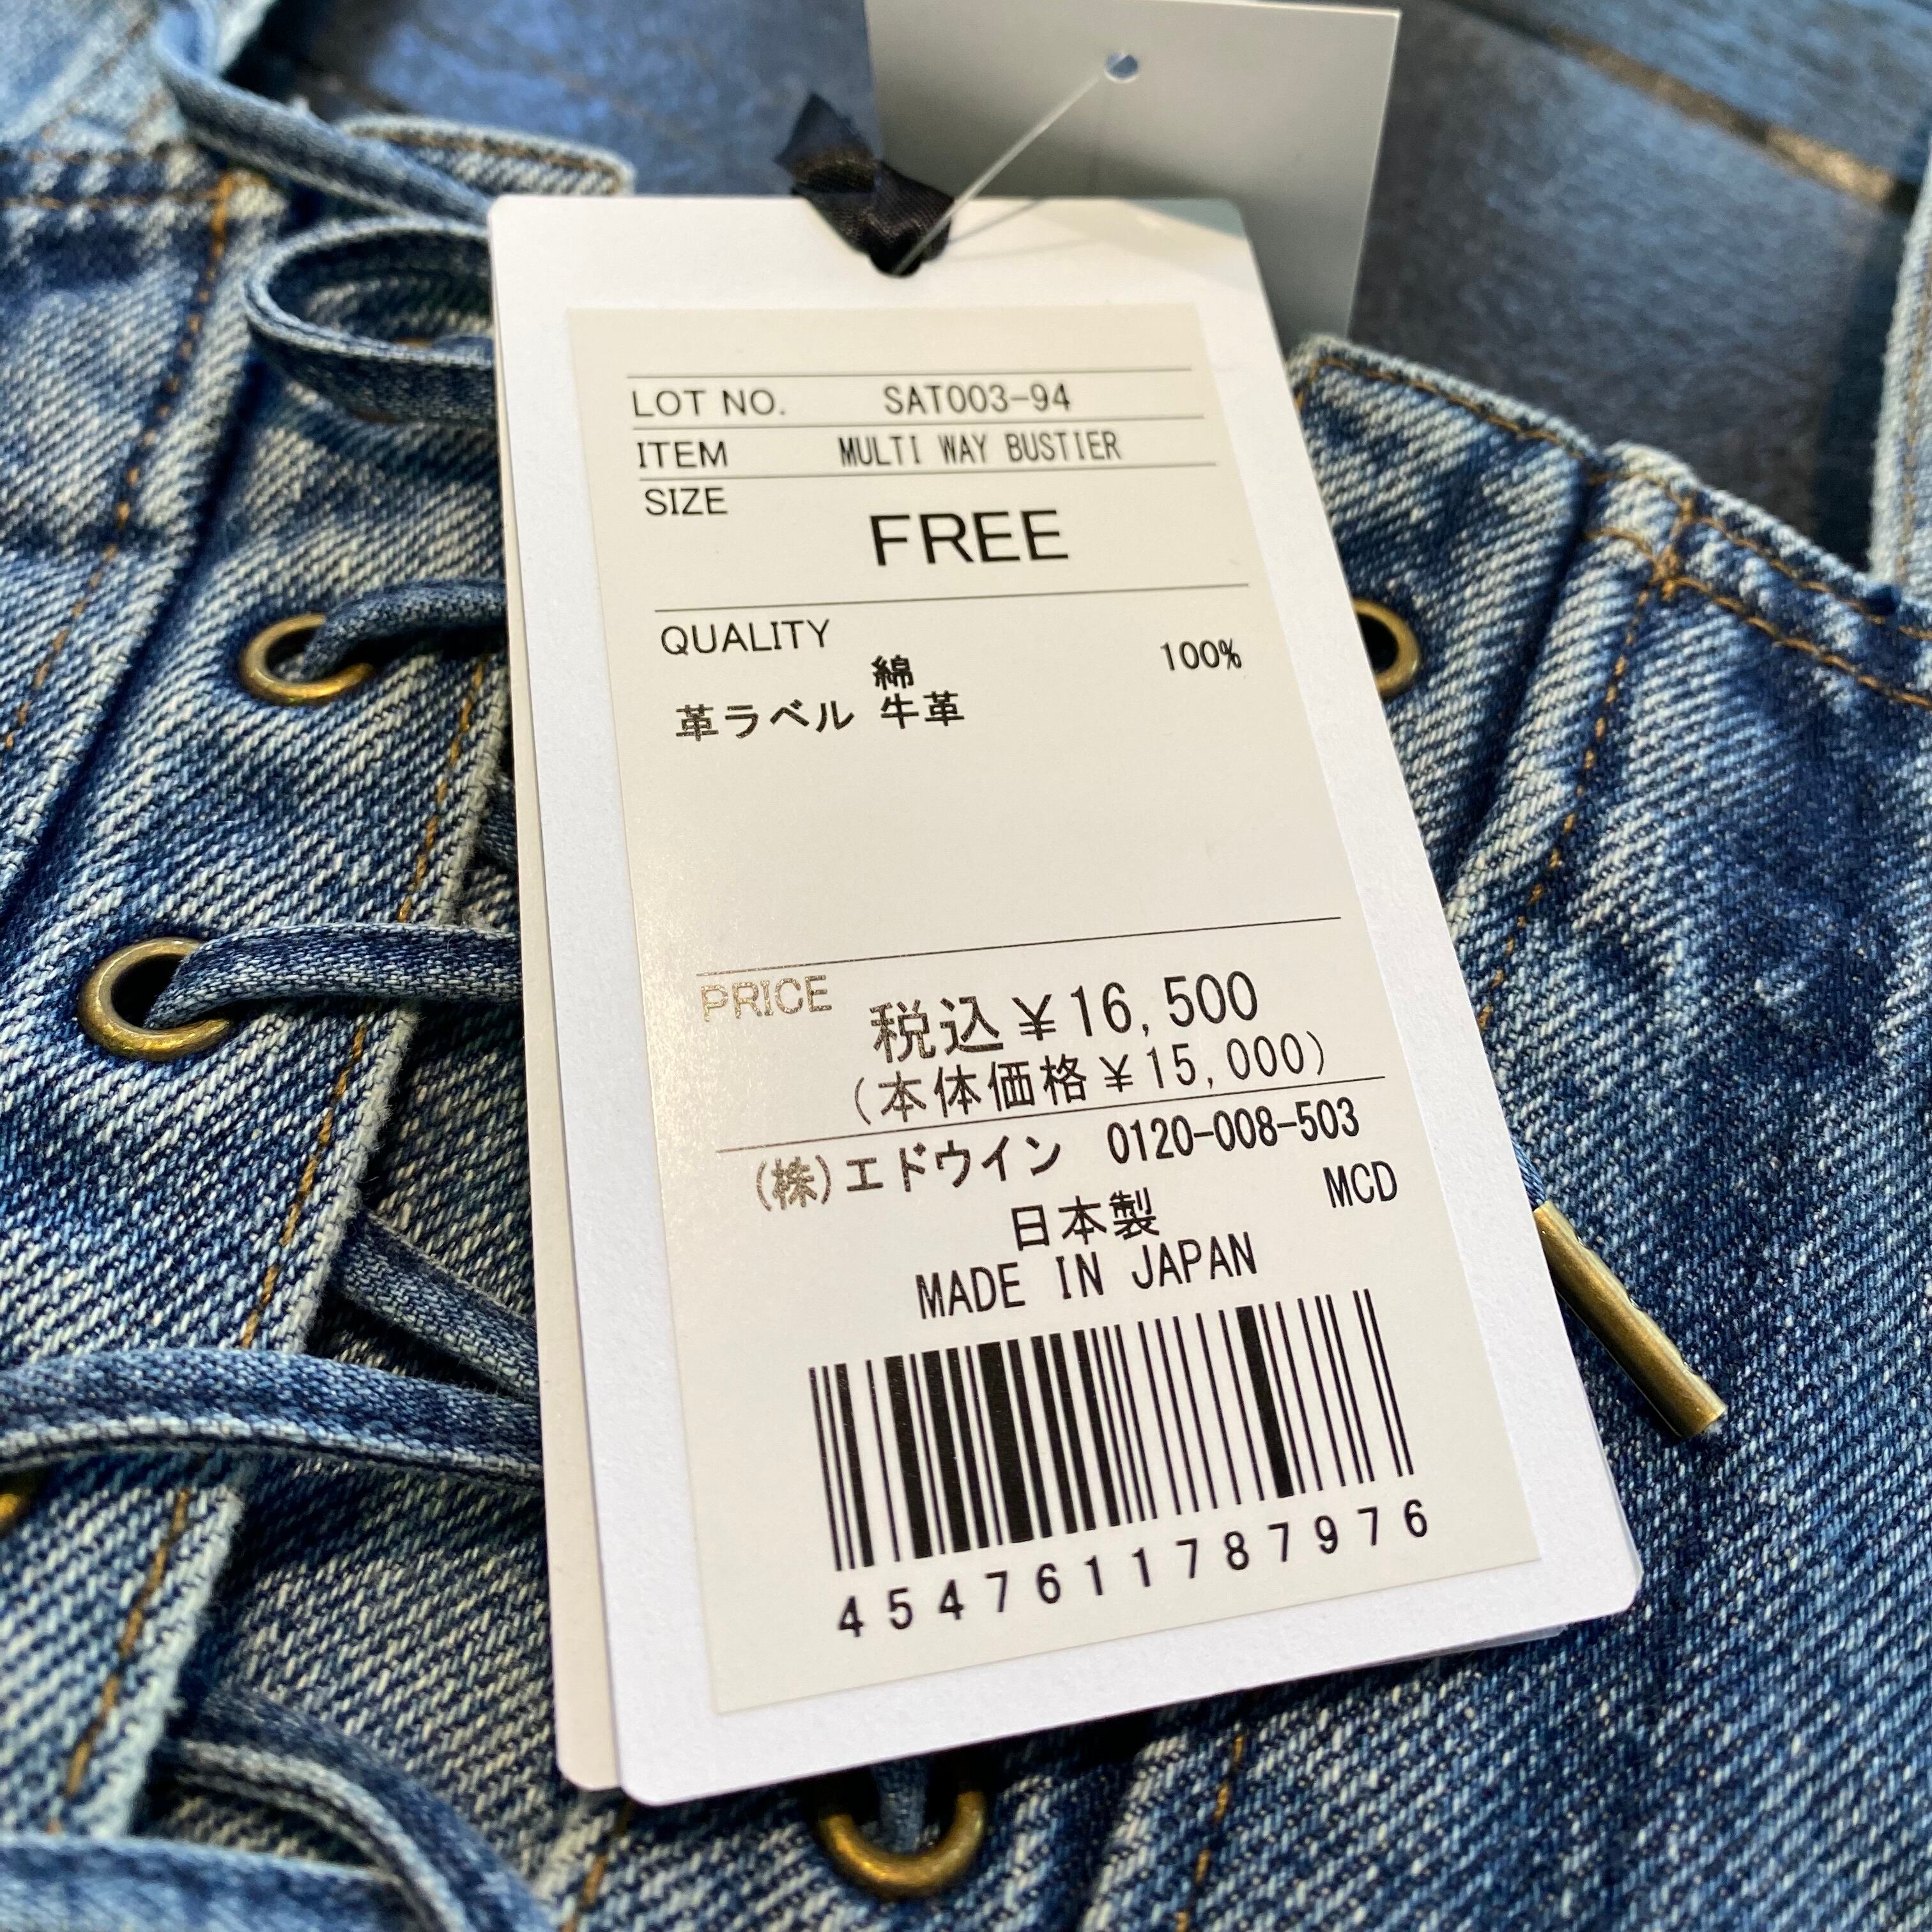 LOT NO. SAT003-94
ITEM MULTI WAY BUSTIER
SIZE
FREE
QUALITY
綿 100%
革ラベル 牛革
PRICE 税込¥16,500
(本体価格¥15,000)
(株)エドウイン 0120-008-503
MCD
日本製
MADE IN JAPAN
4547611787976